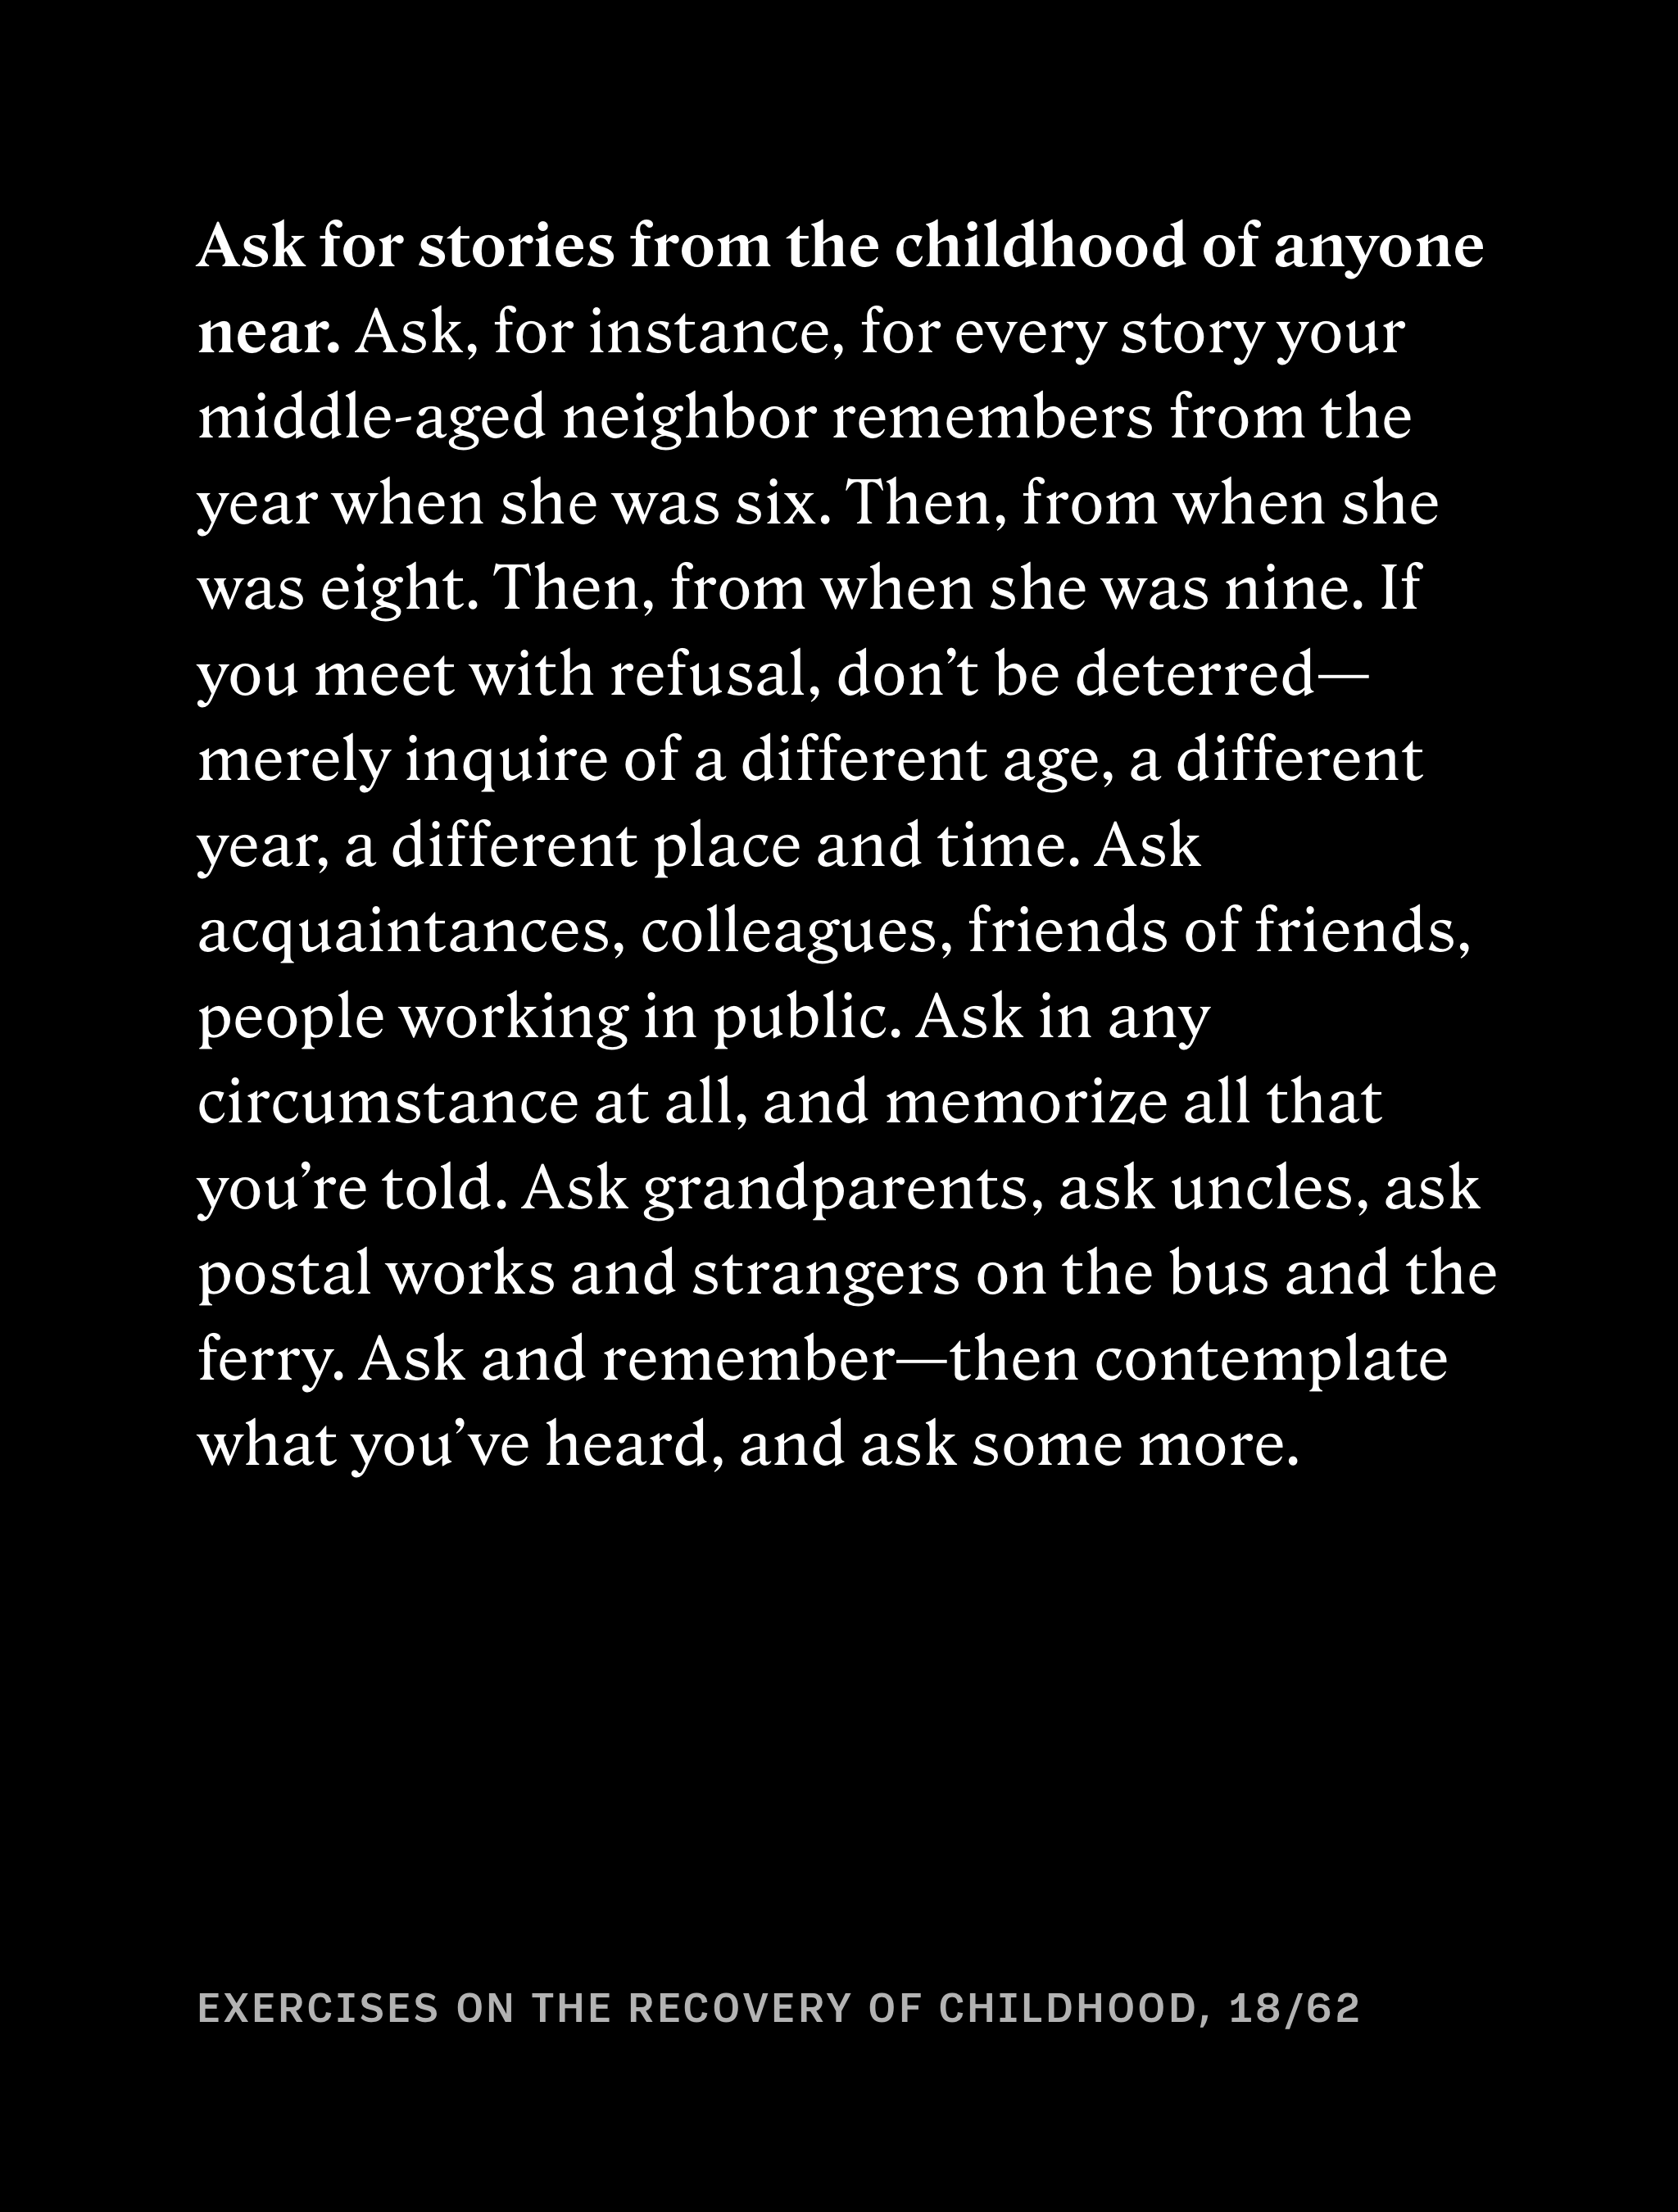 Ask for stories from the childhood of anyone
near. Ask, for instance, for every story your
middle-aged neighbor remembers from the
year when she was six. Then, from when she
was eight. Then, from when she was nine. If
you meet with refusal, don’t be deterred—
merely inquire of a different age, a different
year, a different place and time. Ask
acquaintances, colleagues, friends of friends,
people working in public. Ask in any
circumstance at all, and memorize all that
you’re told. Ask grandparents, ask uncles, ask
postal works and strangers on the bus and the
ferry. Ask and remember—then contemplate
what you’ve heard, and ask some more.
EXERCISES ON THE RECOVERY OF CHILDHOOD, 18/62